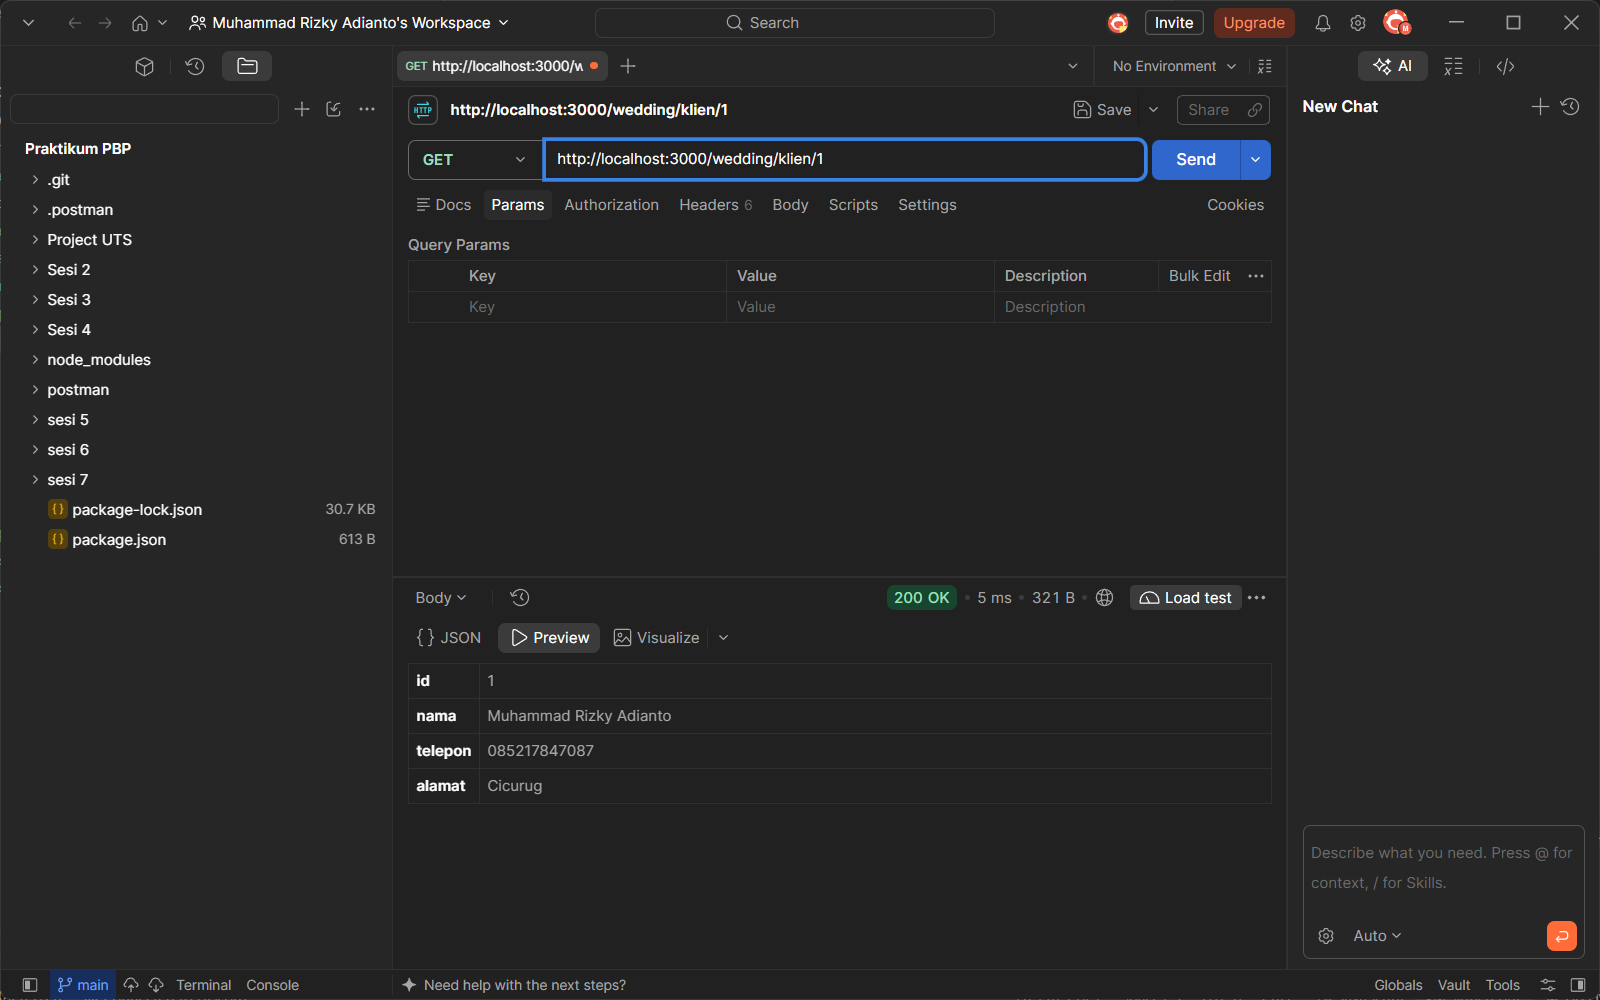 Muhammad Rizky Adianto's Workspace
Search
Invite
Upgrade
M
GET http://localhost:3000/w
No Environment
AI
HTTP http://localhost:3000/wedding/klien/1
Save
Share
New Chat
Praktikum PBP
.git
.postman
Project UTS
Sesi 2
Sesi 3
Sesi 4
node_modules
postman
sesi 5
sesi 6
sesi 7
{} package-lock.json 30.7 KB
{} package.json 613 B
GET http://localhost:3000/wedding/klien/1 Send
Docs Params Authorization Headers 6 Body Scripts Settings Cookies
Query Params
Key Value Description Bulk Edit
Key Value Description
Body 200 OK 5 ms 321 B Load test
{} JSON Preview Visualize
id 1
nama Muhammad Rizky Adianto
telepon 085217847087
alamat Cicurug
Describe what you need. Press @ for
context, / for Skills.
Auto
main Terminal Console Need help with the next steps? Globals Vault Tools